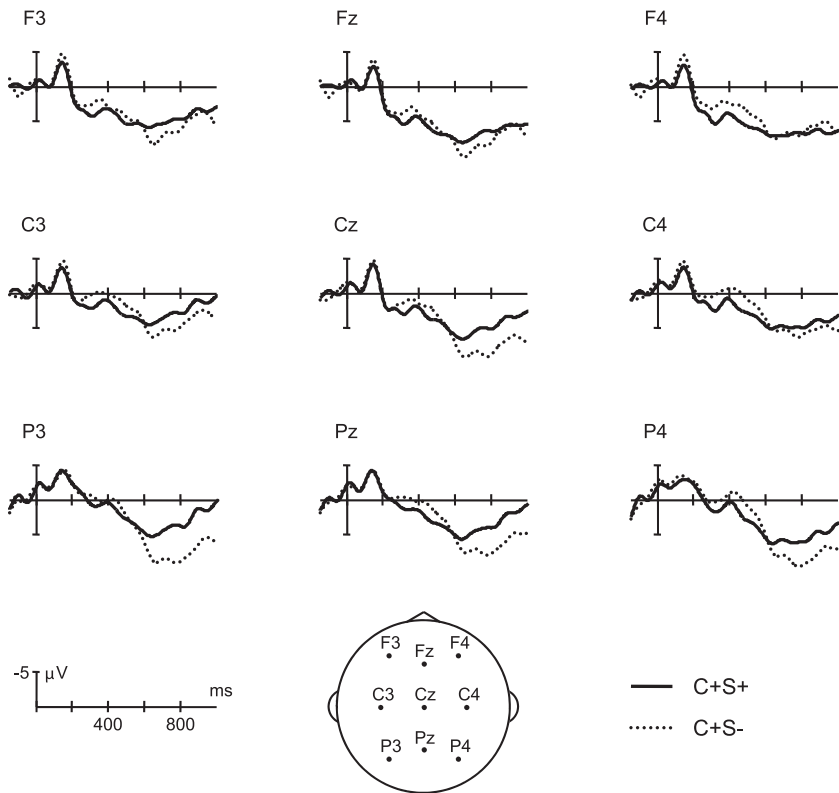 F3 Fz F4
C3 Cz C4
P3 Pz P4
-5 μV
ms
400 800
F3 Fz F4
C3 Cz C4
P3 Pz P4
C+S+
C+S-